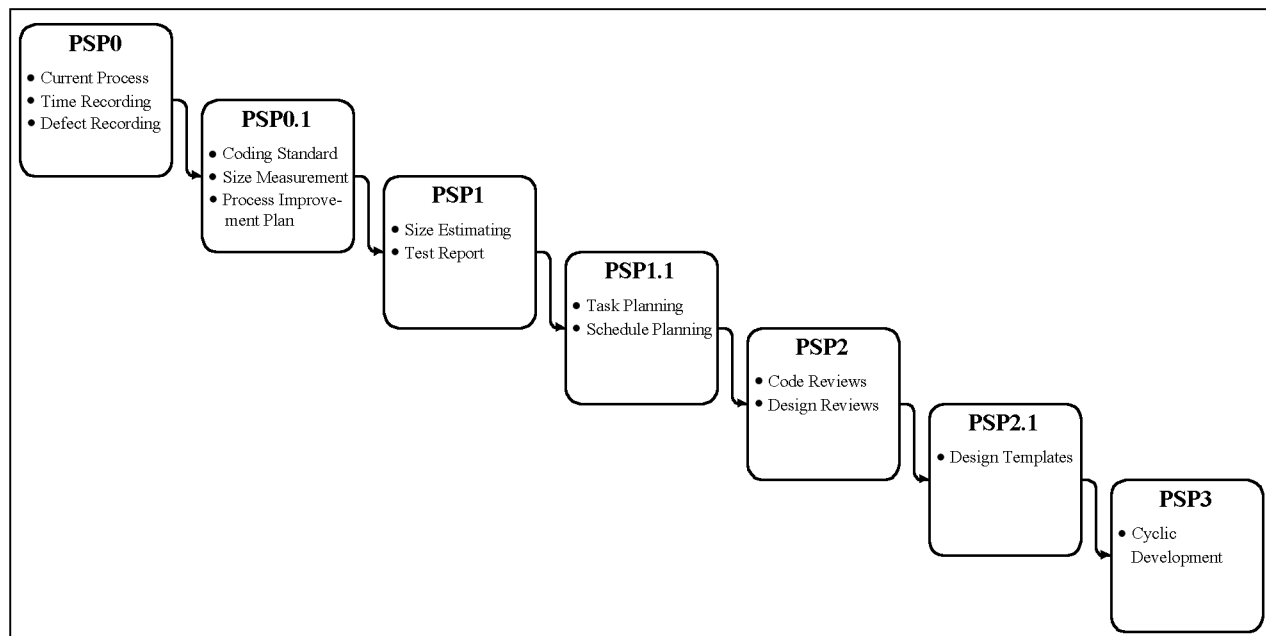 PSP0
• Current Process
• Time Recording
• Defect Recording
PSP0.1
• Coding Standard
• Size Measurement
• Process Improve-
ment Plan
PSP1
• Size Estimating
• Test Report
PSP1.1
• Task Planning
• Schedule Planning
PSP2
• Code Reviews
• Design Reviews
PSP2.1
• Design Templates
PSP3
• Cyclic
Development